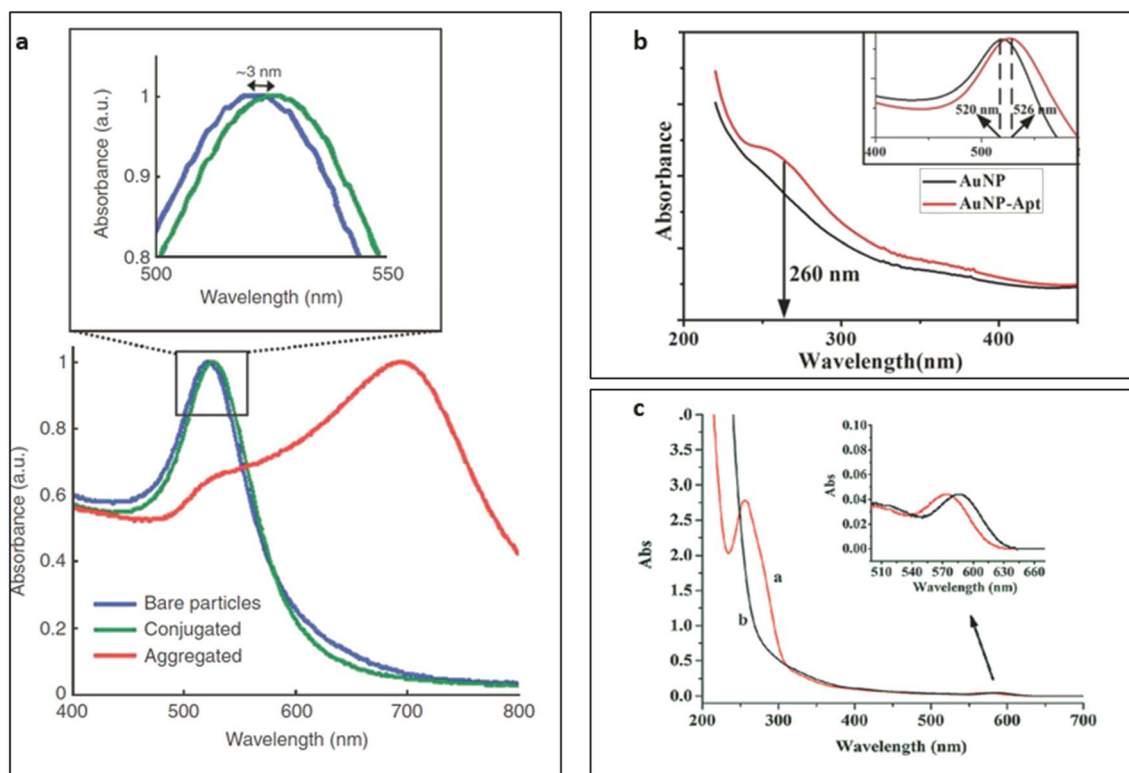 a
~3 nm
1
0.9
0.8
500
550
Absorbance (a.u.)
Wavelength (nm)
1
0.8
0.6
0.4
0.2
0
Absorbance (a.u.)
Bare particles
Conjugated
Aggregated
400
500
600
700
800
Wavelength (nm)
b
Absorbance
520 nm
526 nm
400
500
AuNP
AuNP-Apt
260 nm
200
300
400
Wavelength(nm)
c
.0
3.5
3.0
2.5
2.0
1.5
1.0
0.5
0.0
Abs
a
b
0.10
0.08
0.06
0.04
0.02
0.00
Abs
510
540
570
600
630
660
Wavelength (nm)
200
300
400
500
600
700
Wavelength (nm)